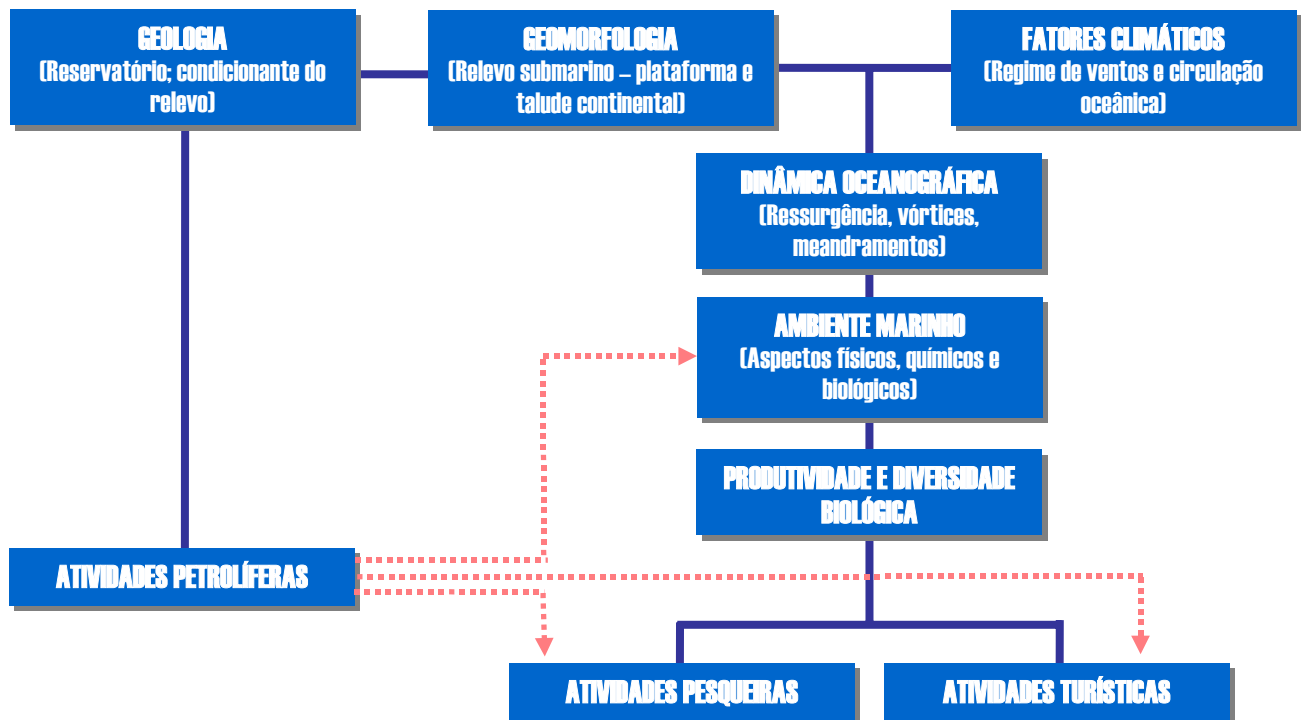 GEOLOGIA
(Reservatório; condicionante do
relevo)
GEOMORFOLOGIA
(Relevo submarino – plataforma e
talude continental)
FATORES CLIMÁTICOS
(Regime de ventos e circulação
oceânica)
DINÂMICA OCEANOGRÁFICA
(Ressurgência, vórtices,
meandramentos)
AMBIENTE MARINHO
(Aspectos físicos, químicos e
biológicos)
PRODUTIVIDADE E DIVERSIDADE
BIOLÓGICA
ATIVIDADES PETROLÍFERAS
ATIVIDADES PESQUEIRAS
ATIVIDADES TURÍSTICAS